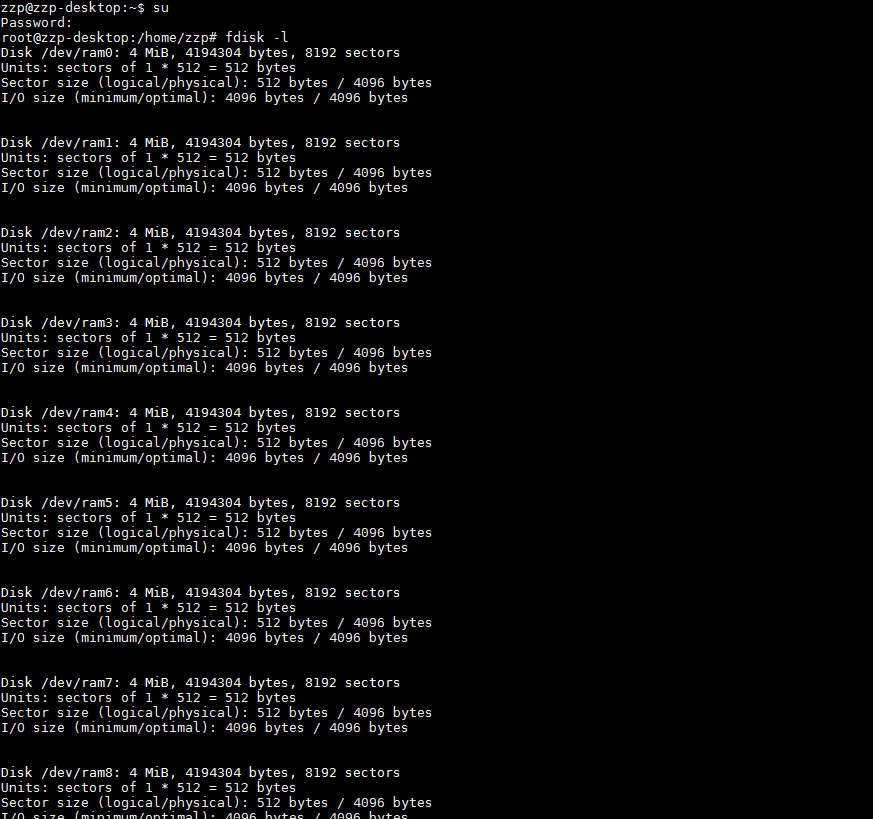 zzp@zzp-desktop:~$ su
Password:
root@zzp-desktop:/home/zzp# fdisk -l
Disk /dev/ram0: 4 MiB, 4194304 bytes, 8192 sectors
Units: sectors of 1 * 512 = 512 bytes
Sector size (logical/physical): 512 bytes / 4096 bytes
I/O size (minimum/optimal): 4096 bytes / 4096 bytes
Disk /dev/ram1: 4 MiB, 4194304 bytes, 8192 sectors
Units: sectors of 1 * 512 = 512 bytes
Sector size (logical/physical): 512 bytes / 4096 bytes
I/O size (minimum/optimal): 4096 bytes / 4096 bytes
Disk /dev/ram2: 4 MiB, 4194304 bytes, 8192 sectors
Units: sectors of 1 * 512 = 512 bytes
Sector size (logical/physical): 512 bytes / 4096 bytes
I/O size (minimum/optimal): 4096 bytes / 4096 bytes
Disk /dev/ram3: 4 MiB, 4194304 bytes, 8192 sectors
Units: sectors of 1 * 512 = 512 bytes
Sector size (logical/physical): 512 bytes / 4096 bytes
I/O size (minimum/optimal): 4096 bytes / 4096 bytes
Disk /dev/ram4: 4 MiB, 4194304 bytes, 8192 sectors
Units: sectors of 1 * 512 = 512 bytes
Sector size (logical/physical): 512 bytes / 4096 bytes
I/O size (minimum/optimal): 4096 bytes / 4096 bytes
Disk /dev/ram5: 4 MiB, 4194304 bytes, 8192 sectors
Units: sectors of 1 * 512 = 512 bytes
Sector size (logical/physical): 512 bytes / 4096 bytes
I/O size (minimum/optimal): 4096 bytes / 4096 bytes
Disk /dev/ram6: 4 MiB, 4194304 bytes, 8192 sectors
Units: sectors of 1 * 512 = 512 bytes
Sector size (logical/physical): 512 bytes / 4096 bytes
I/O size (minimum/optimal): 4096 bytes / 4096 bytes
Disk /dev/ram7: 4 MiB, 4194304 bytes, 8192 sectors
Units: sectors of 1 * 512 = 512 bytes
Sector size (logical/physical): 512 bytes / 4096 bytes
I/O size (minimum/optimal): 4096 bytes / 4096 bytes
Disk /dev/ram8: 4 MiB, 4194304 bytes, 8192 sectors
Units: sectors of 1 * 512 = 512 bytes
Sector size (logical/physical): 512 bytes / 4096 bytes
I/O size (minimum/optimal): 4096 bytes / 4096 bytes